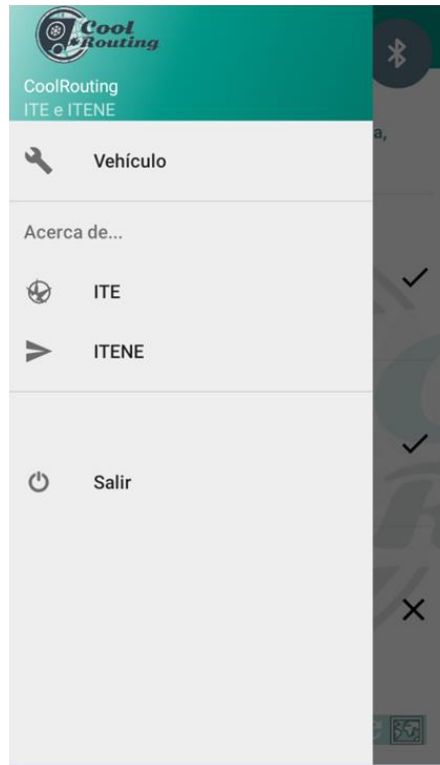 Cool
Routing
CoolRouting
ITE e ITENE
a,
Vehículo
Acerca de...
ITE
ITENE
Salir